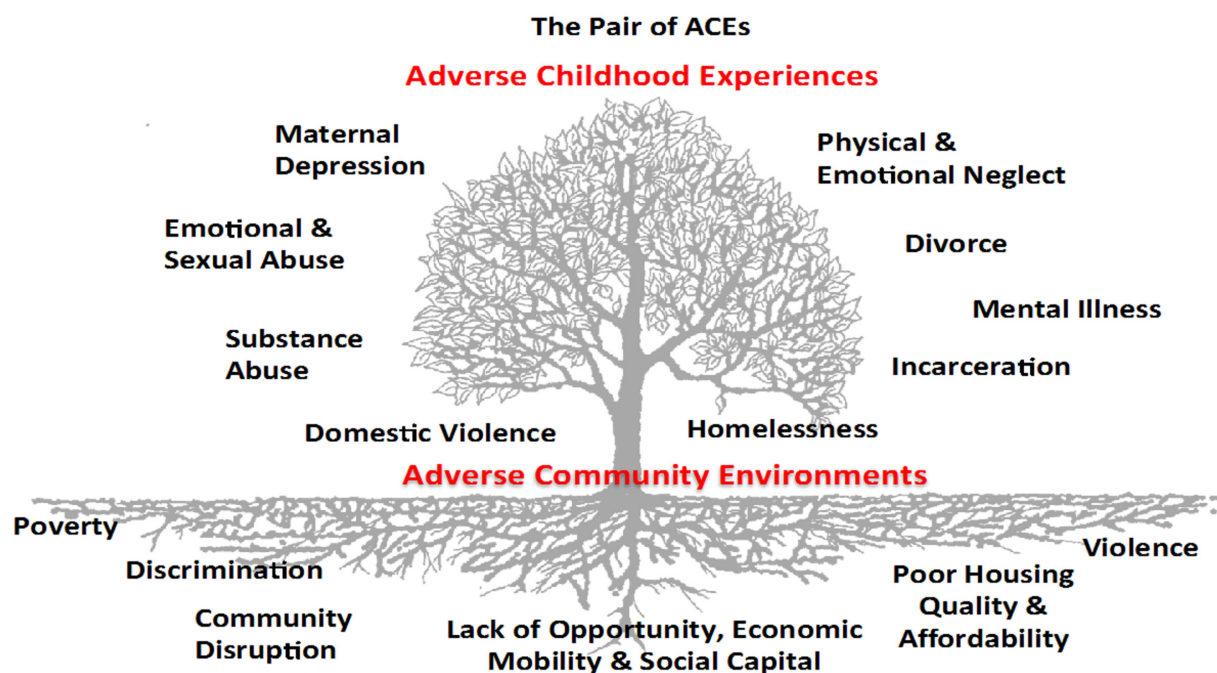 The Pair of ACEs
Adverse Childhood Experiences
Maternal
Depression
Physical &
Emotional Neglect
Emotional &
Sexual Abuse
Divorce
Mental Illness
Substance
Abuse
Incarceration
Domestic Violence
Homelessness
Adverse Community Environments
Poverty
Violence
Discrimination
Poor Housing
Quality &
Affordability
Community
Disruption
Lack of Opportunity, Economic
Mobility & Social Capital